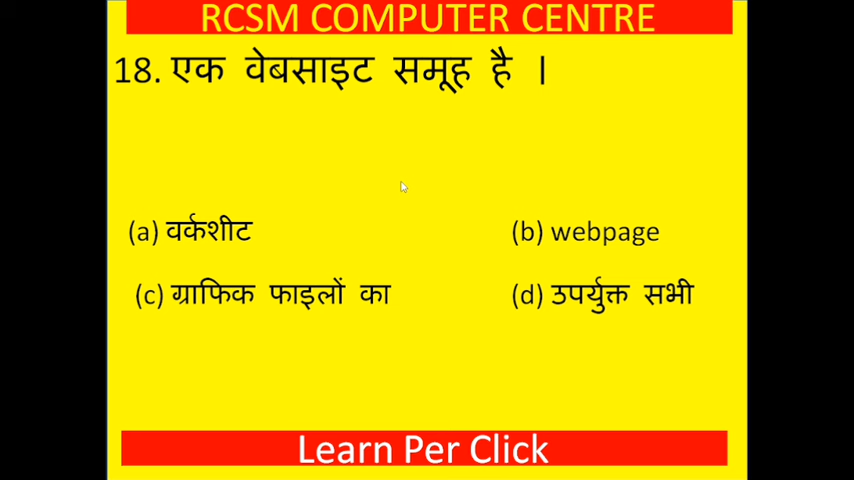 RCSM COMPUTER CENTRE
18. एक वेबसाइट समूह है ।
(a) वर्कशीट (b) webpage
(c) ग्राफिक फाइलों का (d) उपर्युक्त सभी
Learn Per Click